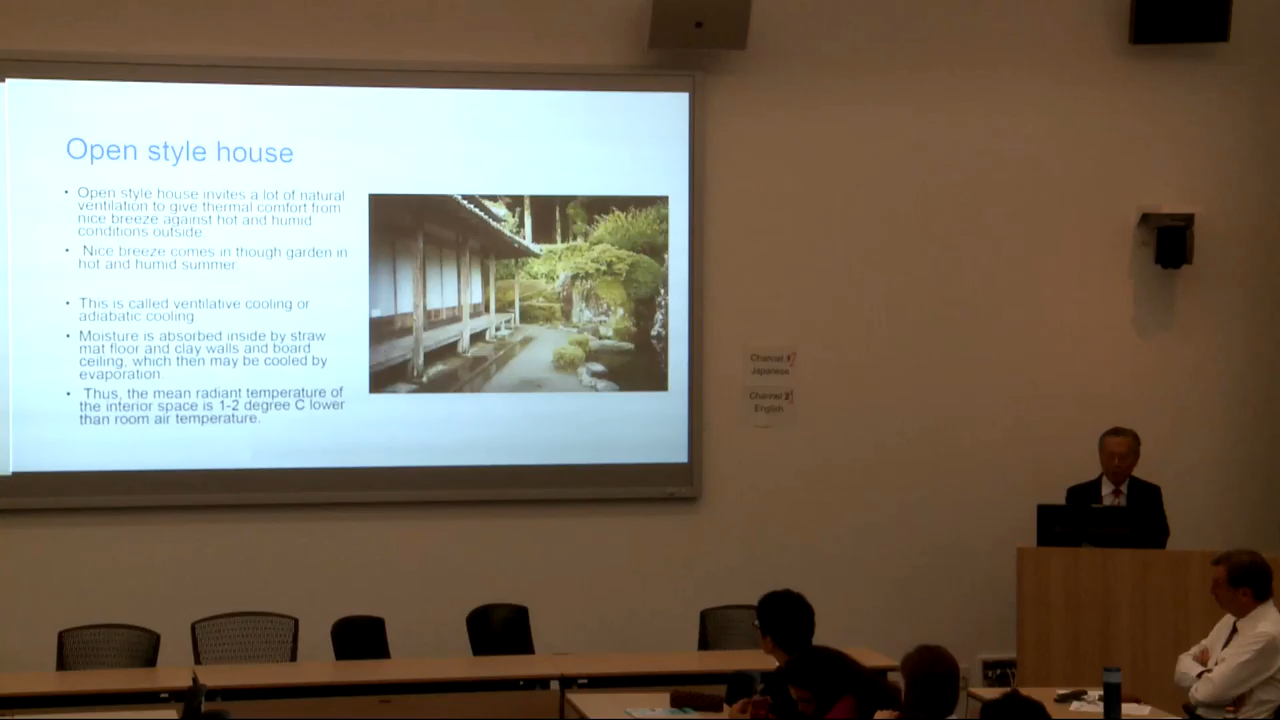 Open style house
• Open style house invites a lot of natural
ventilation to give thermal comfort from
nice breeze against hot and humid
conditions outside.
• Nice breeze comes in though garden in
hot and humid summer.
• This is called ventilative cooling or
adiabatic cooling
• Moisture is absorbed inside by straw
mat floor and clay walls and board
ceiling, which then may be cooled by
evaporation.
• Thus, the mean radiant temperature of
the interior space is 1-2 degree C lower
than room air temperature.
Channel
Japanese
Channel
English